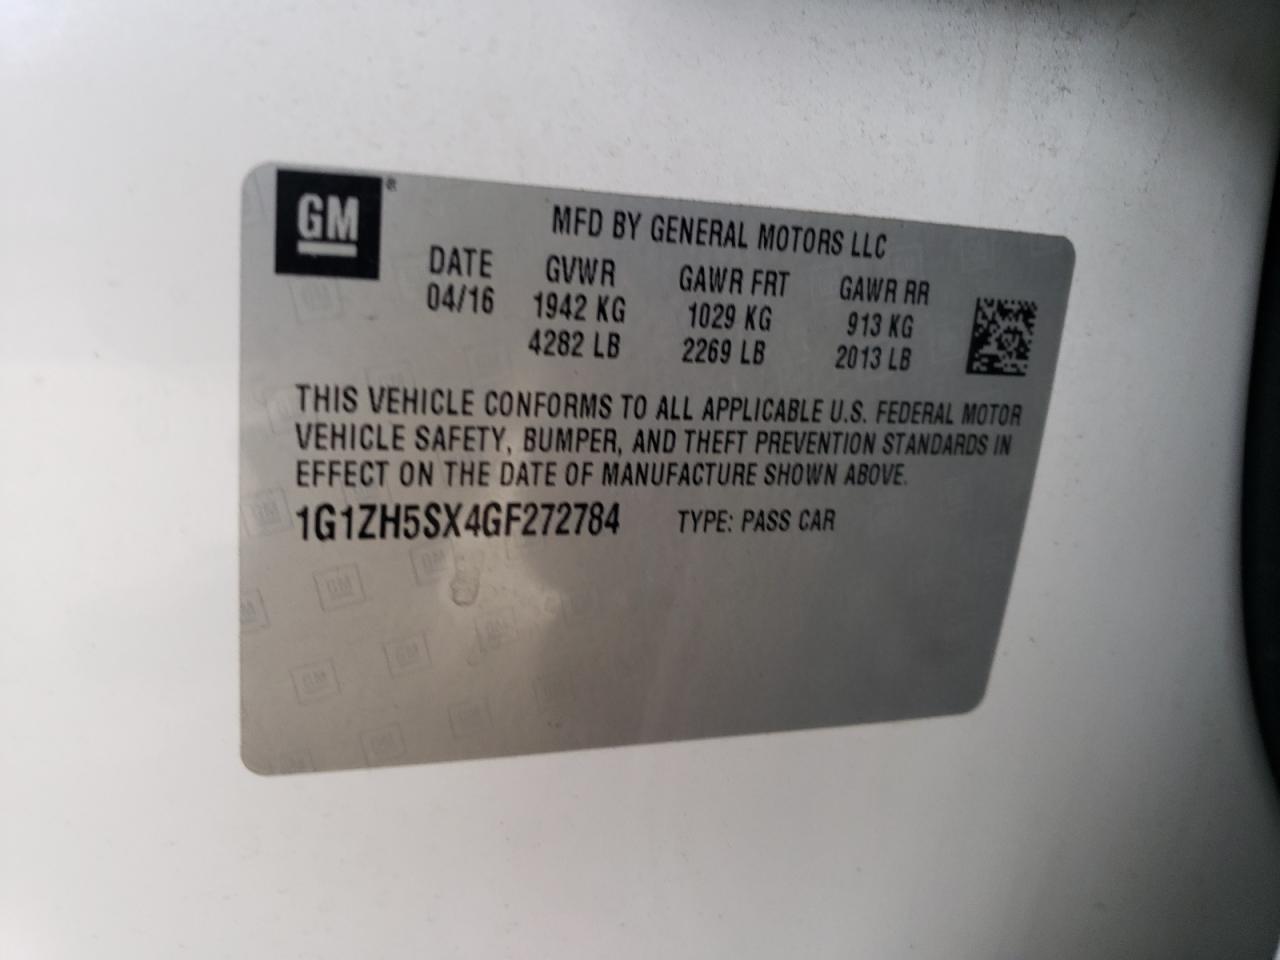 GM®
MFD BY GENERAL MOTORS LLC
DATE GVWR GAWR FRT GAWR RR
04/16 1942 KG 1029 KG 913 KG
4282 LB 2269 LB 2013 LB
THIS VEHICLE CONFORMS TO ALL APPLICABLE U.S. FEDERAL MOTOR
VEHICLE SAFETY, BUMPER, AND THEFT PREVENTION STANDARDS IN
EFFECT ON THE DATE OF MANUFACTURE SHOWN ABOVE.
1G1ZH5SX4GF272784 TYPE: PASS CAR